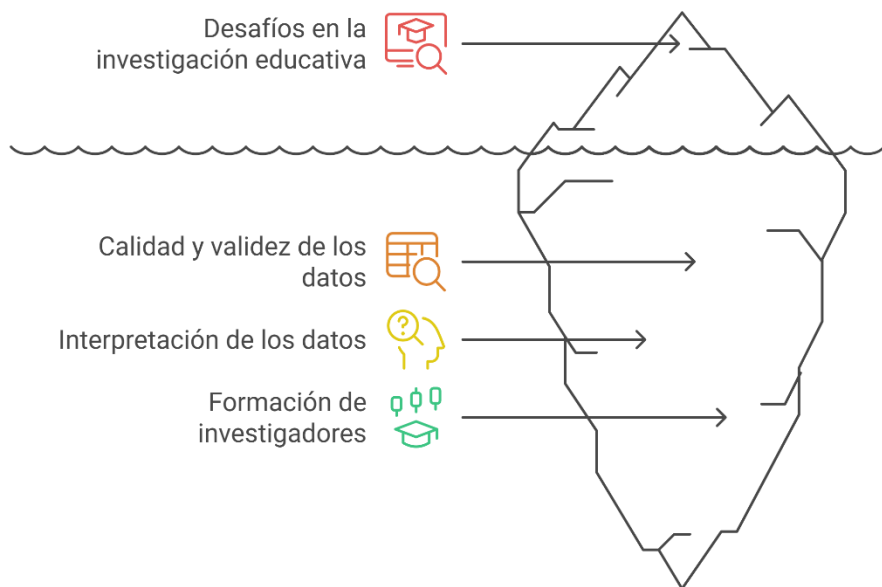 Desafíos en la
investigación educativa
Calidad y validez de los
datos
Interpretación de los datos
Formación de
investigadores